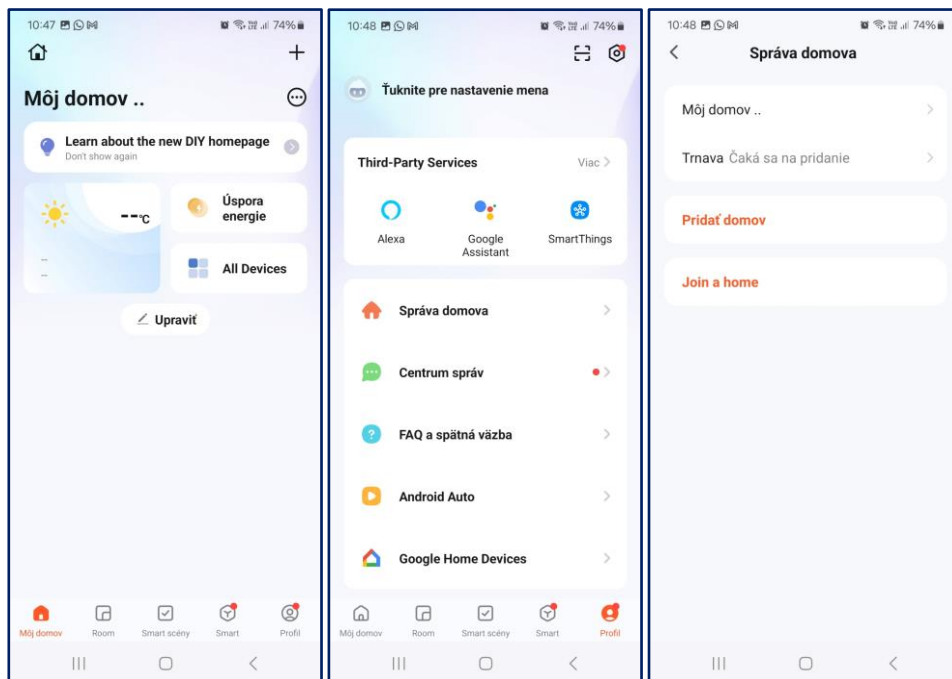 10:47
74%
Môj domov ..
Learn about the new DIY homepage
Don't show again
--°C
--
--
Úspora
energie
All Devices
Upraviť
Môj domov
Room
Smart scény
Smart
Profil
10:48
74%
Ťuknite pre nastavenie mena
Third-Party Services
Viac
Alexa
Google
Assistant
SmartThings
Správa domova
Centrum správ
FAQ a spätná väzba
Android Auto
Google Home Devices
Môj domov
Room
Smart scény
Smart
Profil
10:48
74%
Správa domova
Môj domov ..
Trnava Čaká sa na pridanie
Pridať domov
Join a home